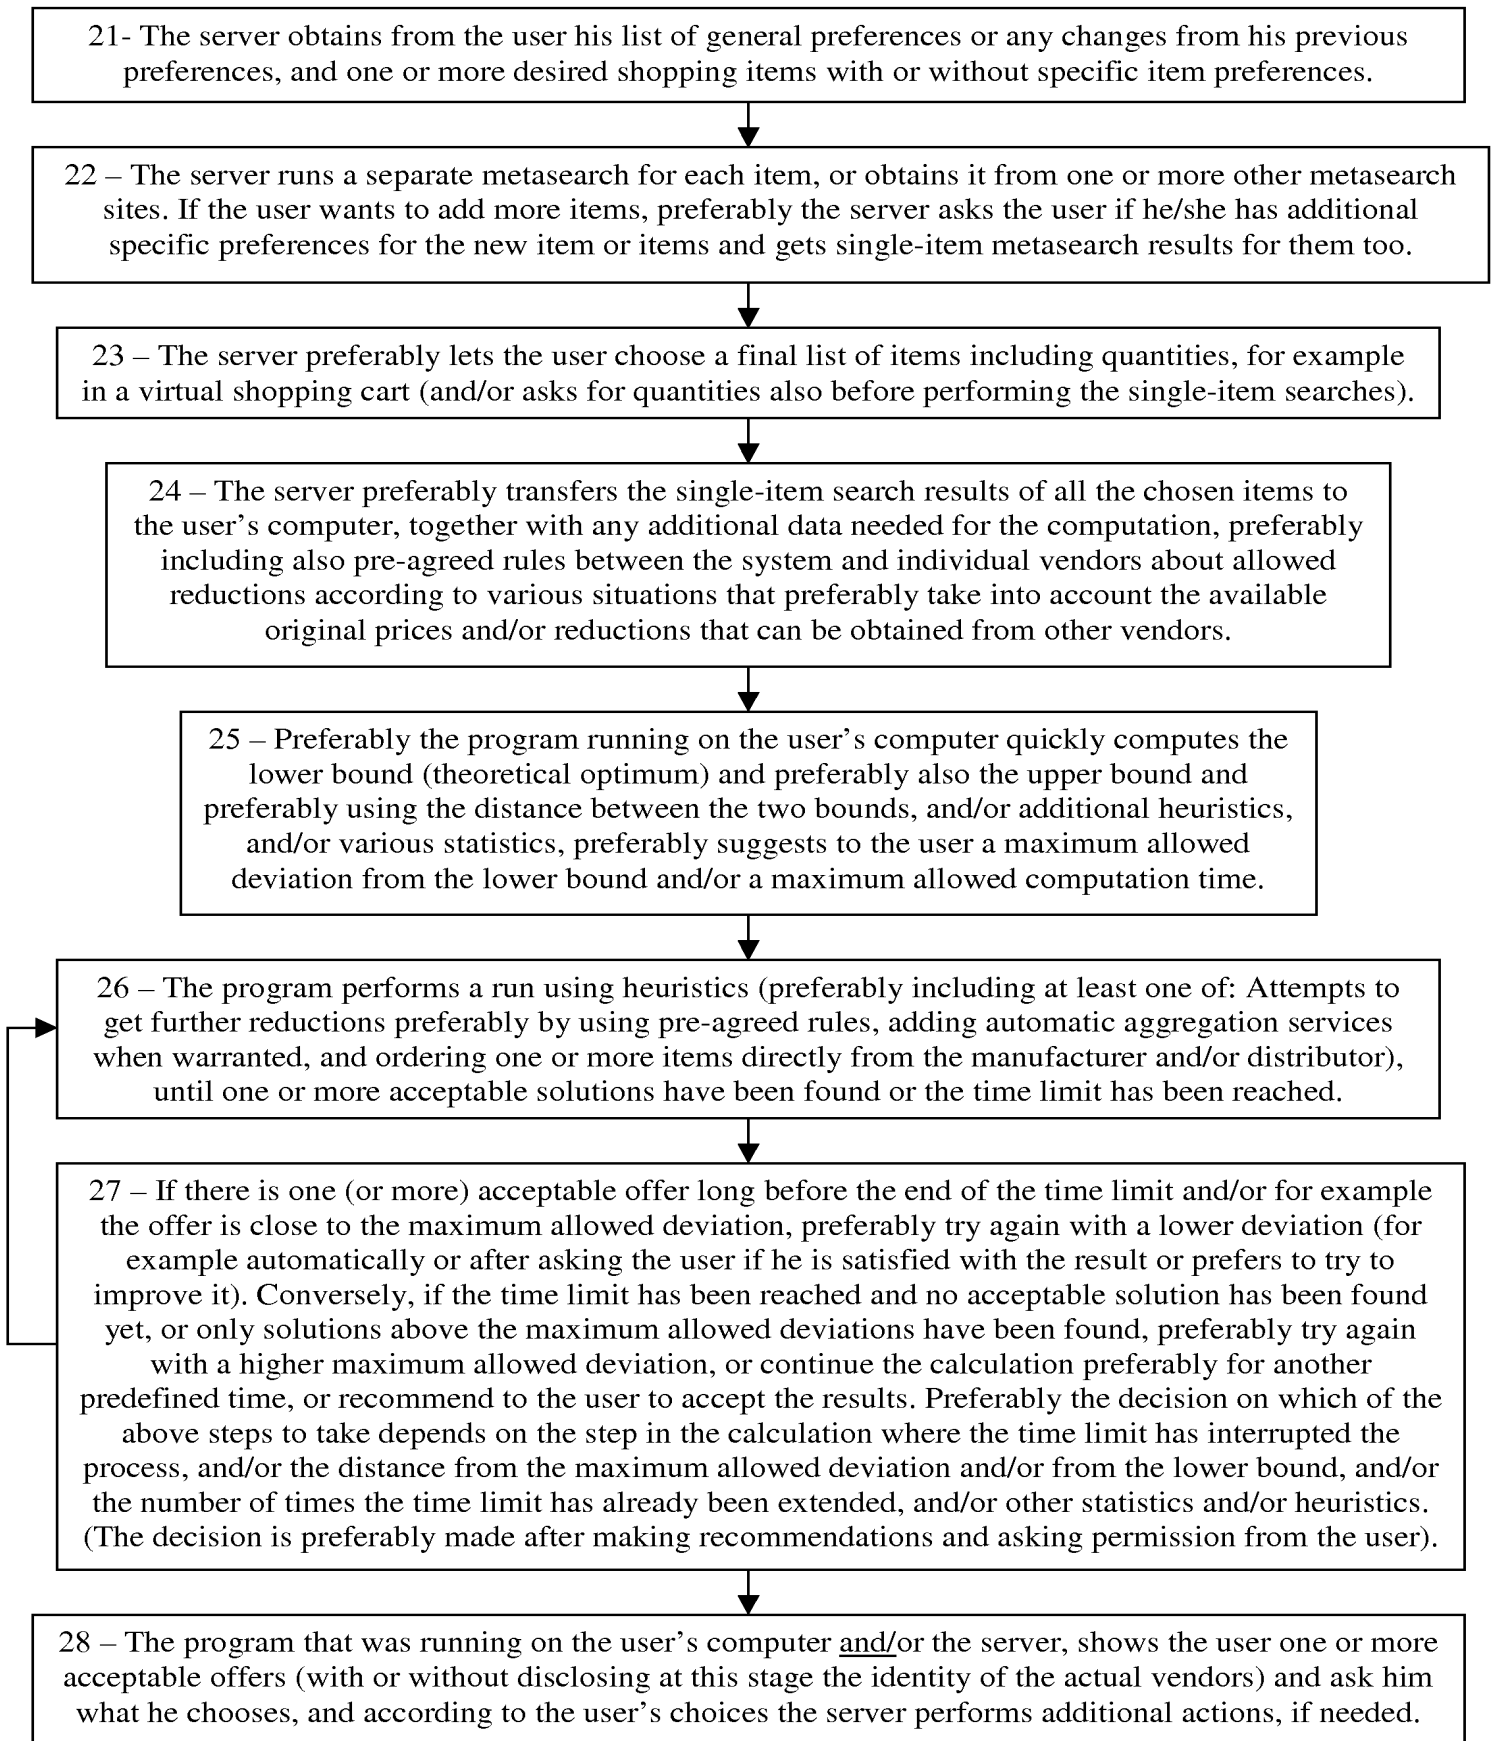 21- The server obtains from the user his list of general preferences or any changes from his previous
preferences, and one or more desired shopping items with or without specific item preferences.
22 – The server runs a separate metasearch for each item, or obtains it from one or more other metasearch
sites. If the user wants to add more items, preferably the server asks the user if he/she has additional
specific preferences for the new item or items and gets single-item metasearch results for them too.
23 – The server preferably lets the user choose a final list of items including quantities, for example
in a virtual shopping cart (and/or asks for quantities also before performing the single-item searches).
24 – The server preferably transfers the single-item search results of all the chosen items to
the user’s computer, together with any additional data needed for the computation, preferably
including also pre-agreed rules between the system and individual vendors about allowed
reductions according to various situations that preferably take into account the available
original prices and/or reductions that can be obtained from other vendors.
25 – Preferably the program running on the user’s computer quickly computes the
lower bound (theoretical optimum) and preferably also the upper bound and
preferably using the distance between the two bounds, and/or additional heuristics,
and/or various statistics, preferably suggests to the user a maximum allowed
deviation from the lower bound and/or a maximum allowed computation time.
26 – The program performs a run using heuristics (preferably including at least one of: Attempts to
get further reductions preferably by using pre-agreed rules, adding automatic aggregation services
when warranted, and ordering one or more items directly from the manufacturer and/or distributor),
until one or more acceptable solutions have been found or the time limit has been reached.
27 – If there is one (or more) acceptable offer long before the end of the time limit and/or for example
the offer is close to the maximum allowed deviation, preferably try again with a lower deviation (for
example automatically or after asking the user if he is satisfied with the result or prefers to try to
improve it). Conversely, if the time limit has been reached and no acceptable solution has been found
yet, or only solutions above the maximum allowed deviations have been found, preferably try again
with a higher maximum allowed deviation, or continue the calculation preferably for another
predefined time, or recommend to the user to accept the results. Preferably the decision on which of the
above steps to take depends on the step in the calculation where the time limit has interrupted the
process, and/or the distance from the maximum allowed deviation and/or from the lower bound, and/or
the number of times the time limit has already been extended, and/or other statistics and/or heuristics.
(The decision is preferably made after making recommendations and asking permission from the user).
28 – The program that was running on the user’s computer and/or the server, shows the user one or more
acceptable offers (with or without disclosing at this stage the identity of the actual vendors) and ask him
what he chooses, and according to the user’s choices the server performs additional actions, if needed.